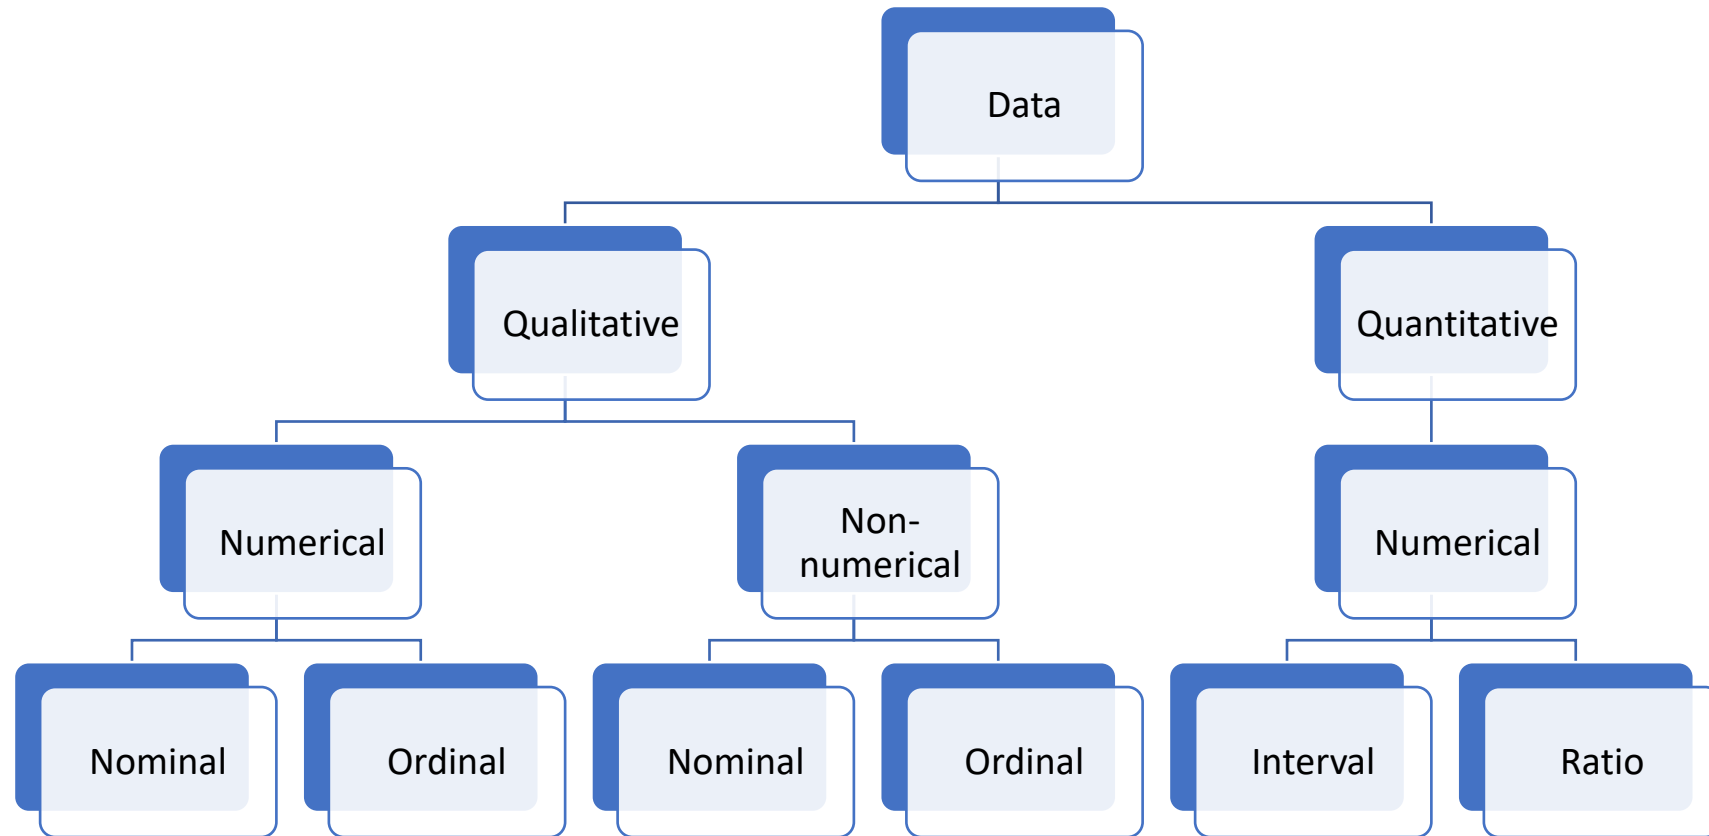 Data
Qualitative
Quantitative
Numerical
Non-
numerical
Numerical
Nominal
Ordinal
Nominal
Ordinal
Interval
Ratio